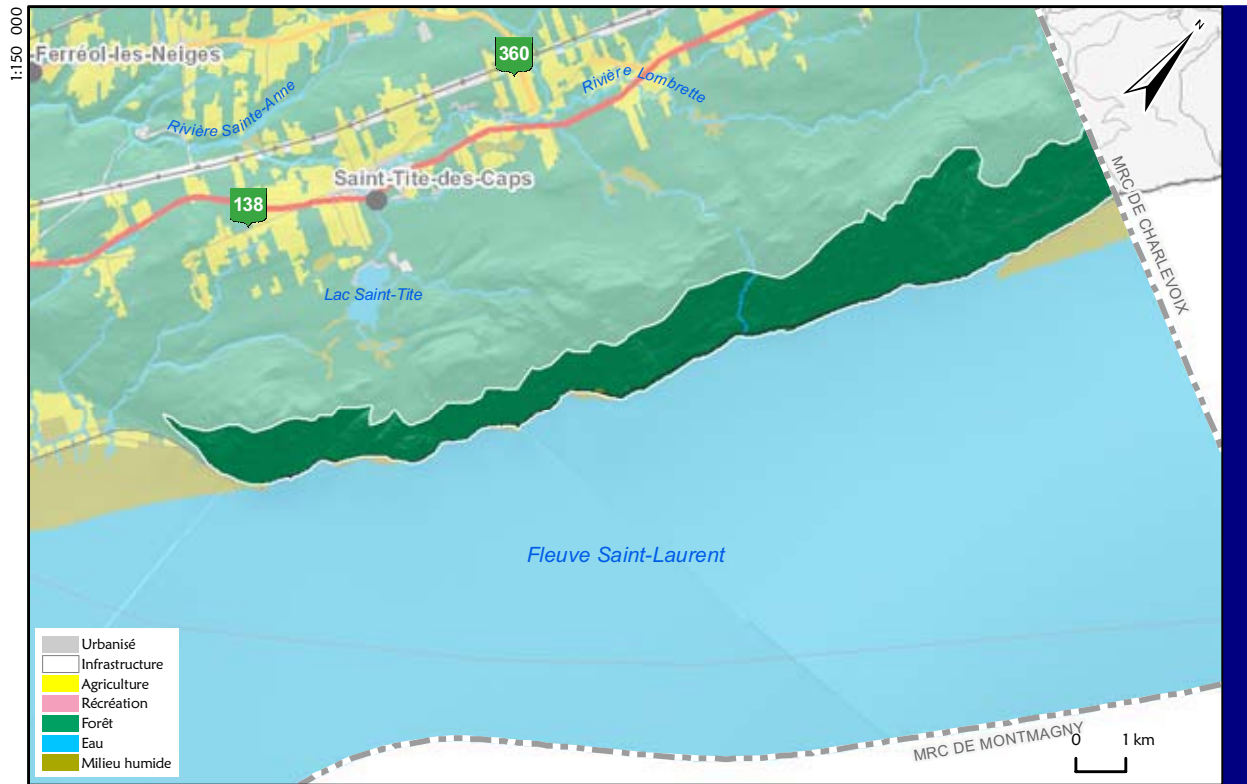 1:150 000
N
Ferréol-les-Neiges
360
Rivière Lombrette
Rivière Sainte-Anne
Saint-Tite-des-Caps
138
MRC DE CHARLEVOIX
Lac Saint-Tite
Fleuve Saint-Laurent
Urbanisé
Infrastructure
Agriculture
Récréation
Forêt
Eau
Milieu humide
MRC DE MONTMAGNY
0 1 km